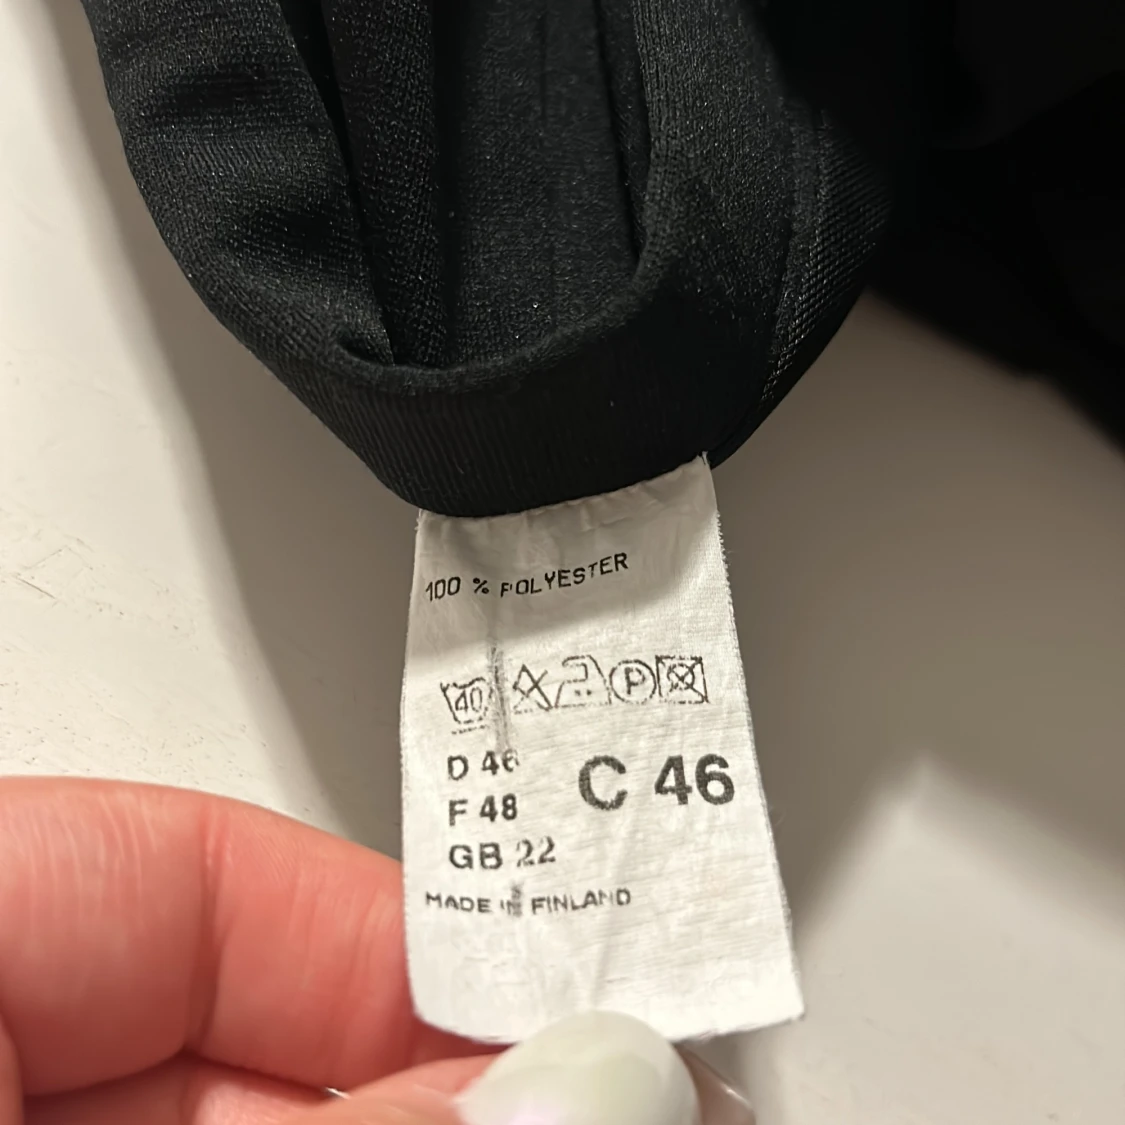 100 % POLYESTER
40 P
D 46
F 48
GB 22
C 46
MADE IN FINLAND